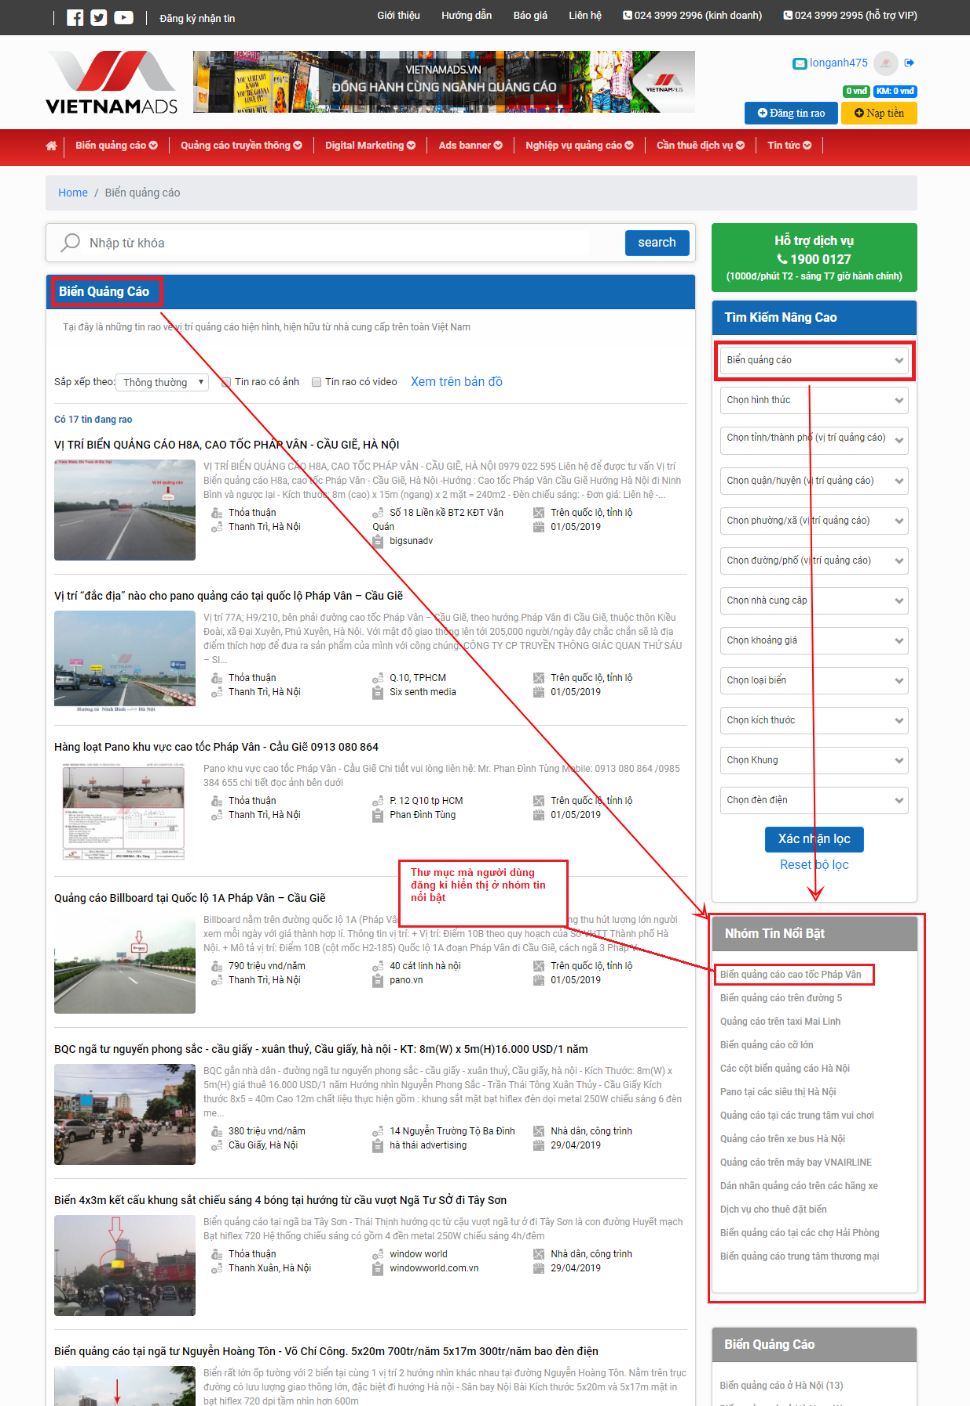 Đăng ký nhận tin
Giới thiệu
Hướng dẫn
Báo giá
Liên hệ
024 3999 2996 (kinh doanh)
024 3999 2995 (hỗ trợ VIP)
VIETNAMADS
VIETNAMADS.VN
ĐỒNG HÀNH CÙNG NGÀNH QUẢNG CÁO
longanh475
0 vnđ
KM: 0 vnđ
Đăng tin rao
Nạp tiền
Biển quảng cáo
Quảng cáo truyền thông
Digital Marketing
Ads banner
Nghiệp vụ quảng cáo
Cần thuê dịch vụ
Tin tức
Home / Biển quảng cáo
Nhập từ khóa
search
Hỗ trợ dịch vụ
1900 0127
(1000đ/phút T2 - sáng T7 giờ hành chính)
Biển Quảng Cáo
Tại đây là những tin rao về vị trí quảng cáo hiện hình, hiện hữu từ nhà cung cấp trên toàn Việt Nam
Sắp xếp theo: Thông thường
Tin rao có ảnh
Tin rao có video
Xem trên bản đồ
Có 17 tin đang rao
VỊ TRÍ BIỂN QUẢNG CÁO H8A, CAO TỐC PHÁP VÂN - CẦU GIẼ, HÀ NỘI
VỊ TRÍ BIỂN QUẢNG CÁO H8A, CAO TỐC PHÁP VÂN - CẦU GIẼ, HÀ NỘI 0979 022 595 Liên hệ để được tư vấn Vị trí
Biển quảng cáo H8a, cao tốc Pháp Vân - Cầu Giẽ, Hà Nội -Hướng : Cao tốc Pháp Vân Cầu Giẽ Hướng Hà Nội đi Ninh
Bình và ngược lại - Kích thước: 8m (cao) x 15m (ngang) x 2 mặt = 240m2 - Đèn chiếu sáng: - Đơn giá: Liên hệ -...
Thỏa thuận
Số 18 Liền kề BT2 KĐT Văn
Quán
Trên quốc lộ, tỉnh lộ
Thanh Trì, Hà Nội
01/05/2019
bigsunadv
Vị trí “đắc địa” nào cho pano quảng cáo tại quốc lộ Pháp Vân – Cầu Giẽ
Vị trí 77A; H9/210, bên phải đường cao tốc Pháp Vân – Cầu Giẽ, theo hướng Pháp Vân đi Cầu Giẽ, thuộc thôn Kiều
Đoài, xã Đại Xuyên, Phú Xuyên, Hà Nội. Với mật độ giao thông lên tới 205,000 người/ngày đây chắc chắn sẽ là địa
điểm thích hợp để đưa ra sản phẩm của mình với công chúng. CÔNG TY CP TRUYỀN THÔNG GIÁC QUAN THỨ SÁU
– SI...
Thỏa thuận
Q.10, TPHCM
Trên quốc lộ, tỉnh lộ
Thanh Trì, Hà Nội
Six senth media
01/05/2019
Hàng loạt Pano khu vực cao tốc Pháp Vân - Cầu Giẽ 0913 080 864
Pano khu vực cao tốc Pháp Vân - Cầu Giẽ Chi tiết vui lòng liên hệ: Mr. Phan Đình Tùng Mobile: 0913 080 864 /0985
384 655 chi tiết đọc ảnh bên dưới
Thỏa thuận
P. 12 Q10 tp HCM
Trên quốc lộ, tỉnh lộ
Thanh Trì, Hà Nội
Phan Đình Tùng
01/05/2019
Thư mục mà người dùng
đăng kí hiển thị ở nhóm tin
nổi bật
Quảng cáo Billboard tại Quốc lộ 1A Pháp Vân – Cầu Giẽ
Billboard nằm trên đường quốc lộ 1A (Pháp Vân
ng thu hút lượng lớn người
xem mỗi ngày với giá thành hợp lí. Thông tin vị trí. + Vị trí: Điểm 10B theo quy hoạch của Sở VHTT Thành phố Hà
Nội. + Mô tả vị trí: Điểm 10B (cột mốc H2-185) Quốc lộ 1A đoạn Pháp Vân đi Cầu Giẽ, cách ngã 3 Pháp V...
790 triệu vnđ/năm
40 cát linh hà nội
Trên quốc lộ, tỉnh lộ
Thanh Trì, Hà Nội
pano.vn
01/05/2019
BQC ngã tư nguyến phong sắc - cầu giấy - xuân thuỷ, Cầu giấy, hà nội - KT: 8m(W) x 5m(H)16.000 USD/1 năm
BQC gắn nhà dân - đường ngã tư nguyến phong sắc - cầu giấy - xuân thuỷ, Cầu giấy, hà nội - Kích Thước: 8m(W) x
5m(H) giá thuê 16.000 USD/1 năm Hướng nhìn Nguyễn Phong Sắc - Trần Thái Tông Xuân Thủy - Cầu Giấy Kích
thước 8x5 = 40m Cao 12m chất liệu thực hiện gồm : khung sắt mặt bạt hiflex đèn dọi metal 250W chiếu sáng 6 đèn
me...
380 triệu vnđ/năm
14 Nguyễn Trường Tộ Ba Đình
Nhà dân, công trình
Cầu Giấy, Hà Nội
hà thái advertising
29/04/2019
Biển 4x3m kết cấu khung sắt chiếu sáng 4 bóng tại hướng từ cầu vượt Ngã Tư SỞ đi Tây Sơn
Biển quảng cáo tại ngã ba Tây Sơn - Thái Thịnh hướng qc từ cầu vượt ngã tư ở đi Tây Sơn là con đường Huyết mạch
Bạt hiflex 720 Hệ thống chiếu sáng có gồm 4 đèn metal 250W chiếu sáng 4h/đêm
Thỏa thuận
window world
Nhà dân, công trình
Thanh Xuân, Hà Nội
windowworld.com.vn
29/04/2019
Biển quảng cáo tại ngã tư Nguyễn Hoàng Tôn - Võ Chí Công. 5x20m 700tr/năm 5x17m 300tr/năm bao đèn điện
Biển rất lớn ốp tường với 2 biển tại cùng 1 vị trí 2 hướng nhìn khác nhau tại đường Nguyễn Hoàng Tôn. Nằm trên trục
đường có lưu lượng giao thông lớn, đặc biệt đi hướng Hà nội - Sân bay Nội Bài Kích thước 5x20m và 5x17m mặt in
bạt hiflex 720 dpi tầm nhìn hơn 600m
Tìm Kiếm Nâng Cao
Biển quảng cáo
Chọn hình thức
Chọn tỉnh/thành phố (vị trí quảng cáo)
Chọn quận/huyện (vị trí quảng cáo)
Chọn phường/xã (vị trí quảng cáo)
Chọn đường/phố (vị trí quảng cáo)
Chọn nhà cung cấp
Chọn khoảng giá
Chọn loại biển
Chọn kích thước
Chọn Khung
Chọn đèn điện
Xác nhận lọc
Reset bộ lọc
Nhóm Tin Nổi Bật
Biển quảng cáo cao tốc Pháp Vân
Biển quảng cáo trên đường 5
Quảng cáo trên taxi Mai Linh
Biển quảng cáo cỡ lớn
Các cột biển quảng cáo Hà Nội
Pano tại các siêu thị Hà Nội
Quảng cáo tại các trung tâm vui chơi
Quảng cáo trên xe bus Hà Nội
Quảng cáo trên máy bay VNAIRLINE
Dán nhãn quảng cáo trên các hãng xe
Dịch vụ cho thuê đặt biển
Biển quảng cáo tại các chợ Hải Phòng
Biển quảng cáo trung tâm thương mại
Biển Quảng Cáo
Biển quảng cáo ở Hà Nội (13)